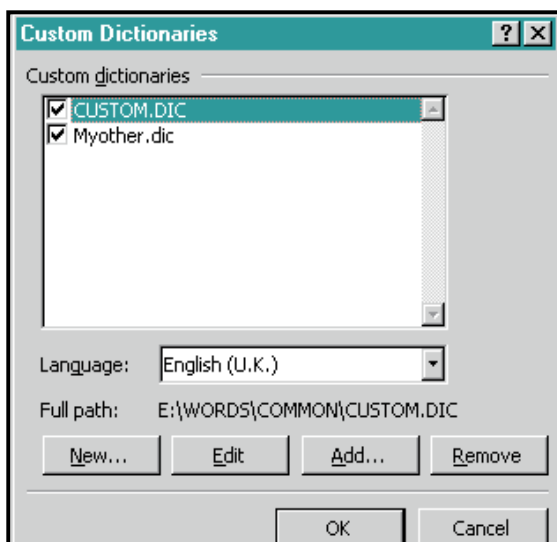 Custom Dictionaries
Custom dictionaries
CUSTOM.DIC
Myother.dic
Language: English (U.K.)
Full path: E:\WORDS\COMMON\CUSTOM.DIC
New... Edit Add... Remove
OK Cancel